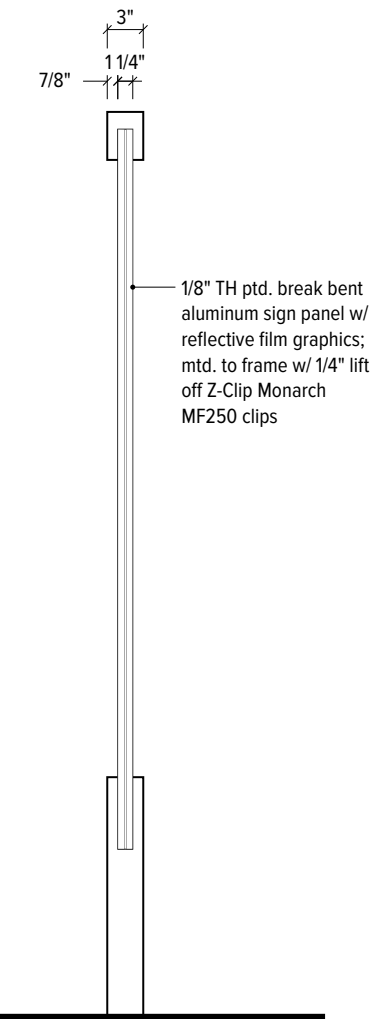 3"
1 1/4"
7/8"
1/8" TH ptd. break bent
aluminum sign panel w/
reflective film graphics;
mtd. to frame w/ 1/4" lift
off Z-Clip Monarch
MF250 clips